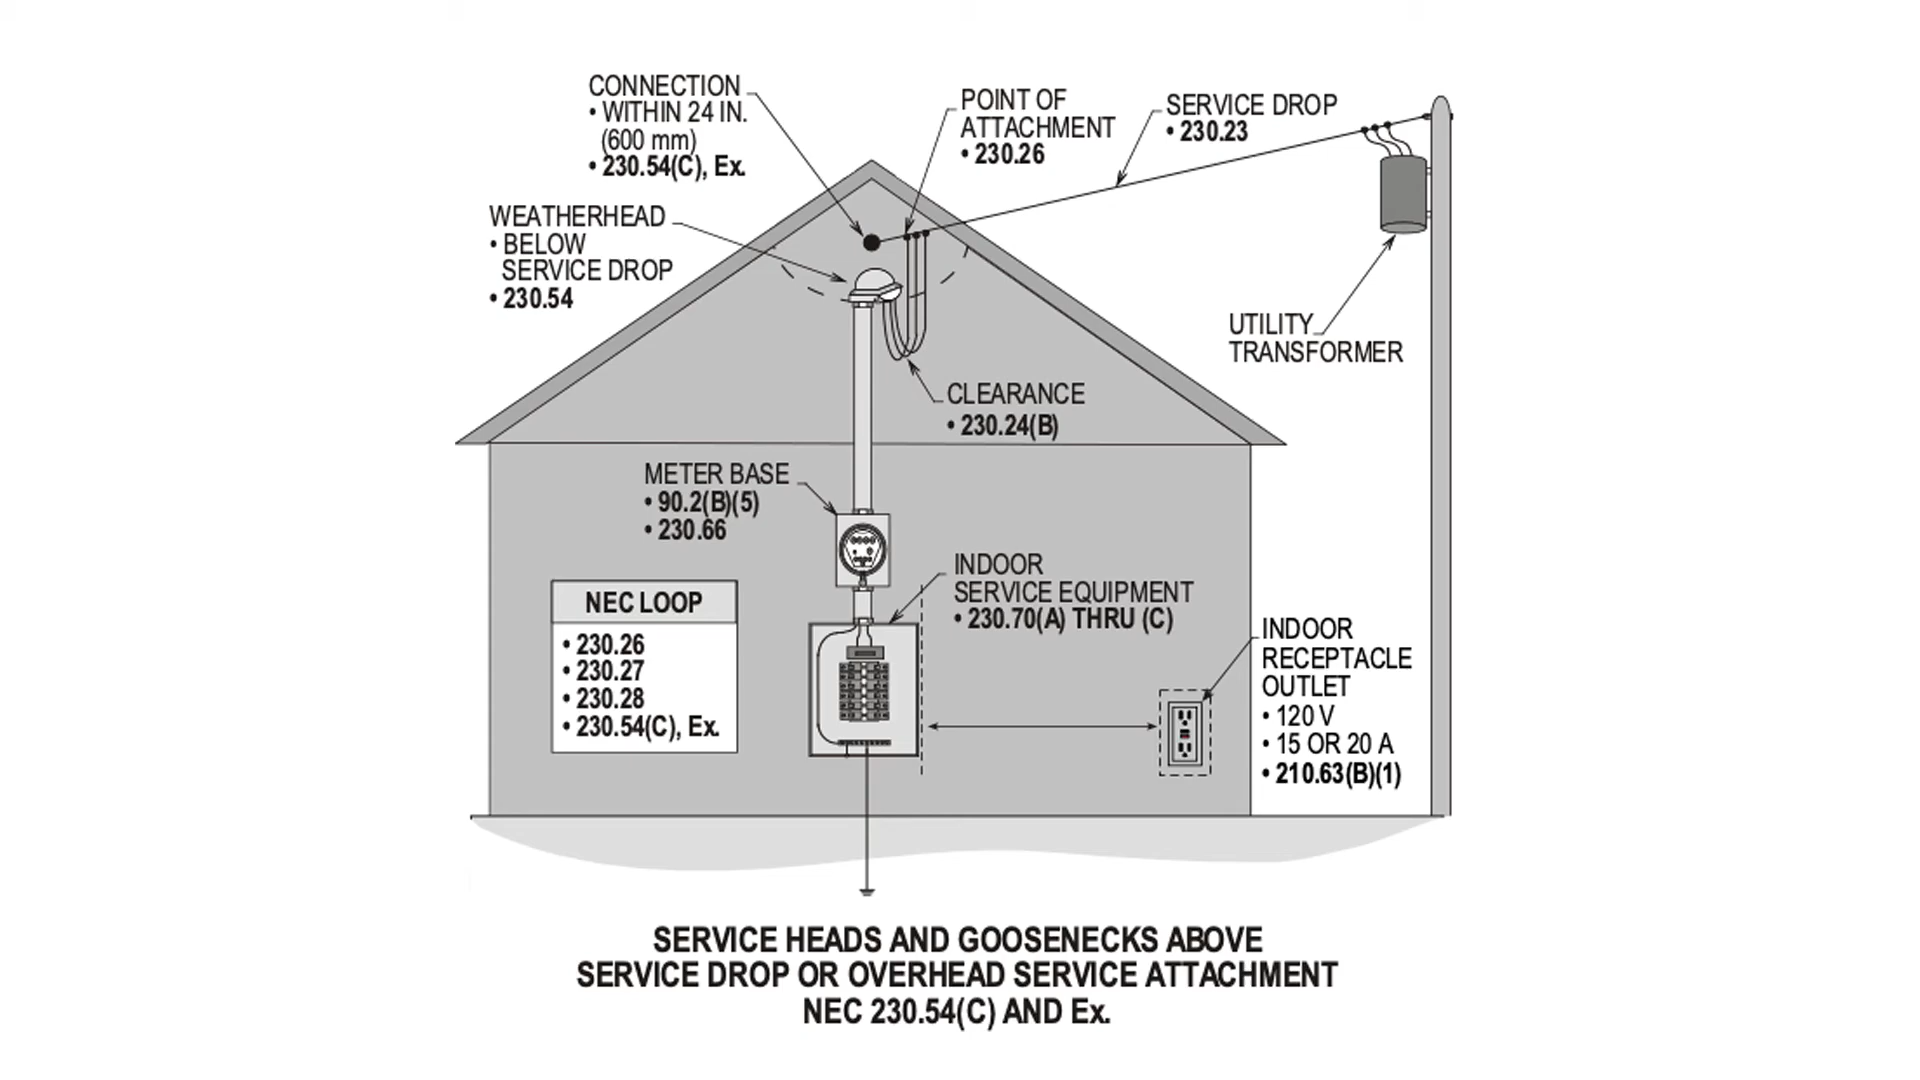 CONNECTION
• WITHIN 24 IN.
(600 mm)
• 230.54(C), Ex.
POINT OF
ATTACHMENT
• 230.26
SERVICE DROP
• 230.23
WEATHERHEAD
• BELOW
SERVICE DROP
• 230.54
UTILITY
TRANSFORMER
CLEARANCE
• 230.24(B)
METER BASE
• 90.2(B)(5)
• 230.66
INDOOR
SERVICE EQUIPMENT
• 230.70(A) THRU (C)
NEC LOOP
• 230.26
• 230.27
• 230.28
• 230.54(C), Ex.
INDOOR
RECEPTACLE
OUTLET
• 120 V
• 15 OR 20 A
• 210.63(B)(1)
SERVICE HEADS AND GOOSENECKS ABOVE
SERVICE DROP OR OVERHEAD SERVICE ATTACHMENT
NEC 230.54(C) AND Ex.